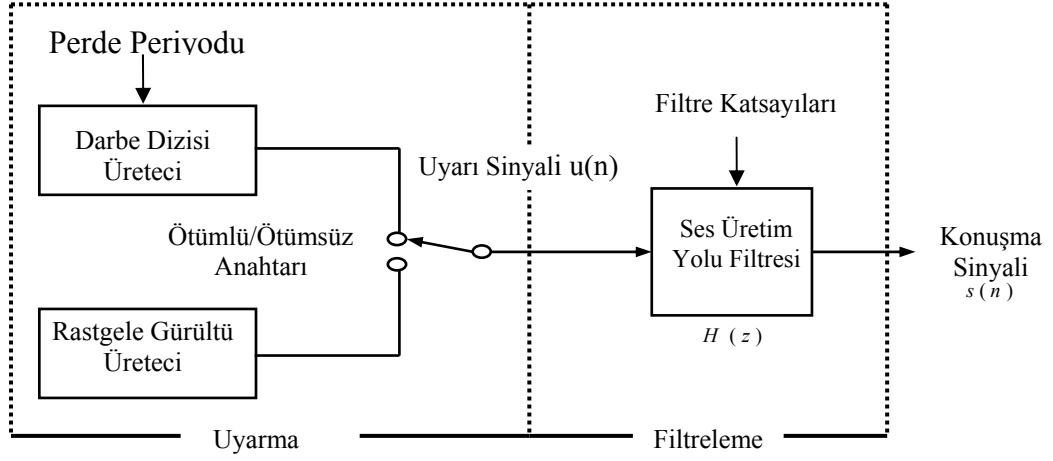 Perde Periyodu
Darbe Dizisi
Üreteci
Filtre Katsayıları
Uyarı Sinyali u(n)
Ötümlü/Ötümsüz
Anahtarı
Ses Üretim
Yolu Filtresi
Konuşma
Sinyali
s ( n )
Rastgele Gürültü
Üreteci
H ( z )
Uyarma
Filtreleme